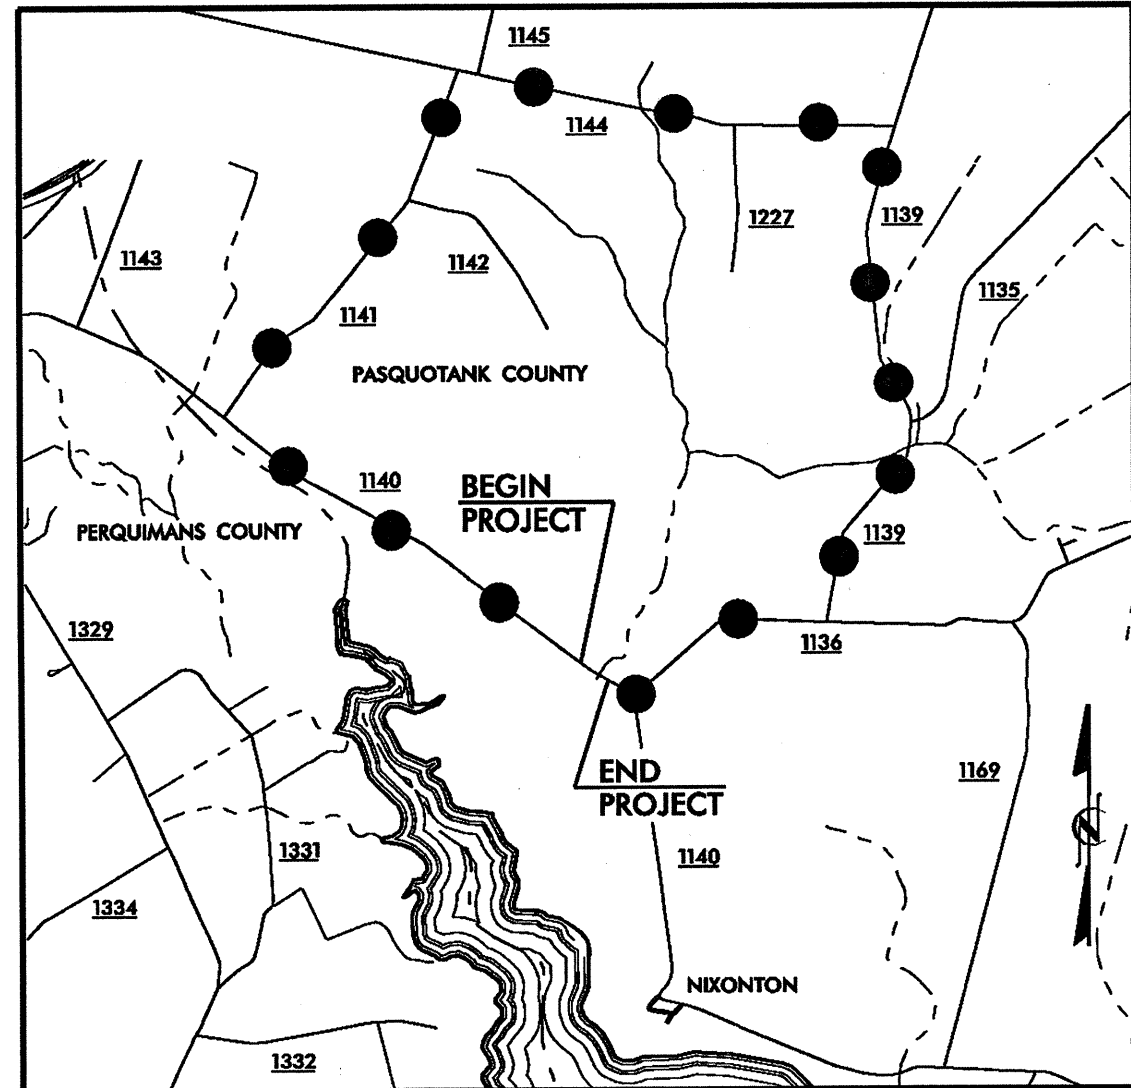 1145
1144
1139
1227
1143
1142
1135
1141
PASQUOTANK COUNTY
1140
BEGIN
PROJECT
PERQUIMANS COUNTY
1139
1329
1136
END
PROJECT
1169
N
1331
1140
1334
NIXONTON
1332